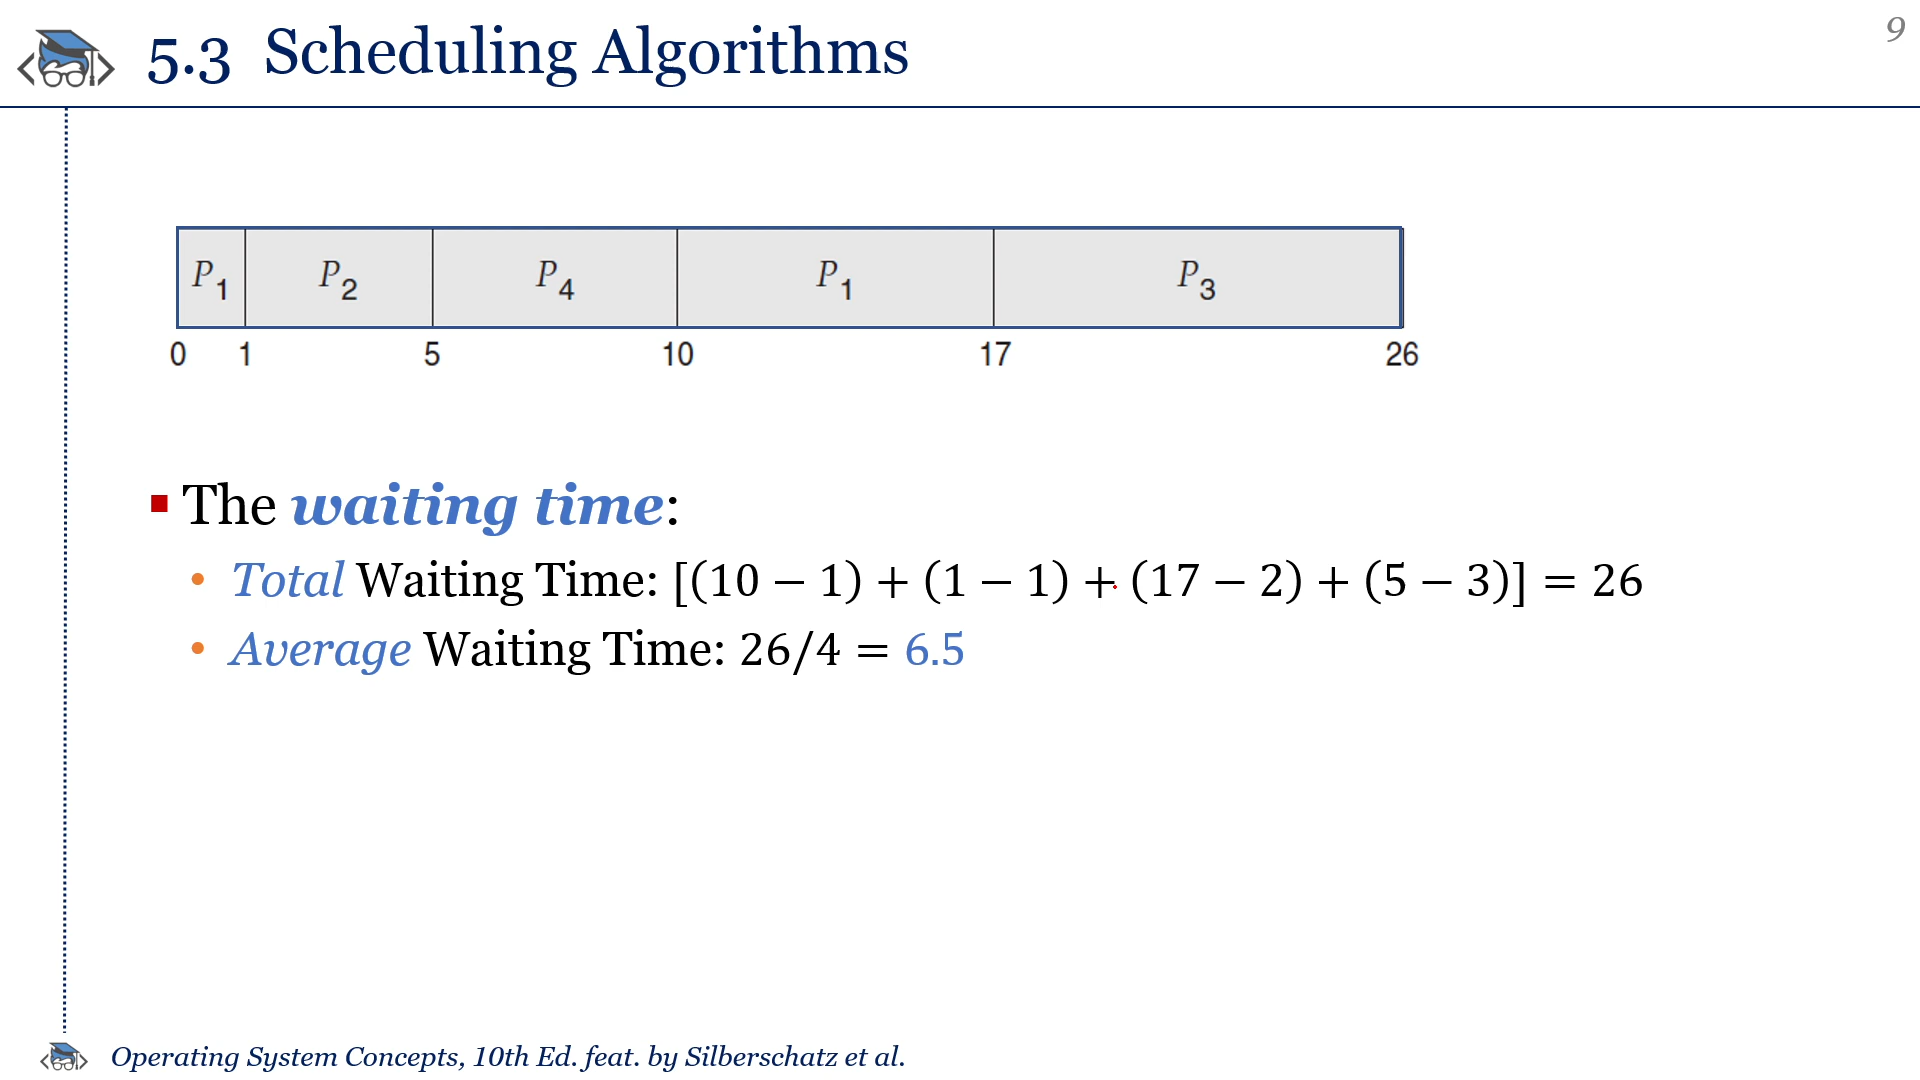 5.3 Scheduling Algorithms
9
P1 P2 P4 P1 P3
0 1 5 10 17 26
The waiting time:
• Total Waiting Time: [(10 − 1) + (1 − 1) + (17 − 2) + (5 − 3)] = 26
• Average Waiting Time: 26/4 = 6.5
Operating System Concepts, 10th Ed. feat. by Silberschatz et al.